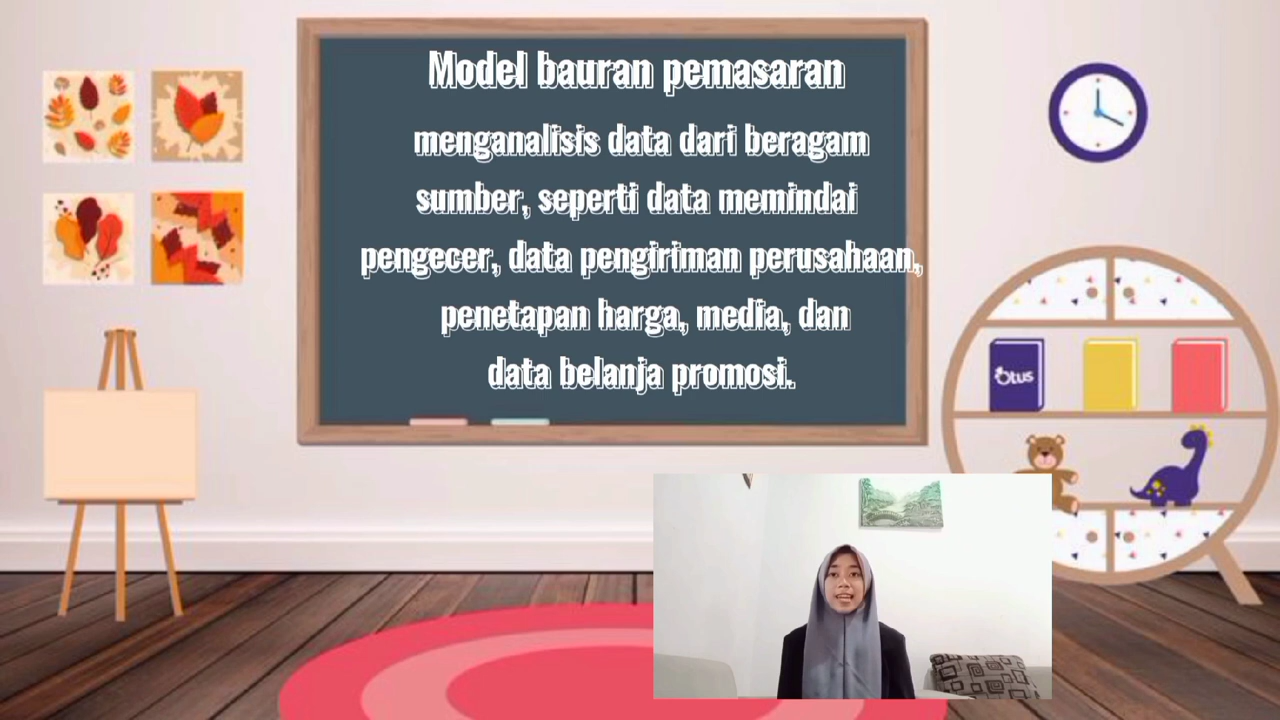 Model bauran pemasaran
menganalisis data dari beragam
sumber, seperti data memindai
pengecer, data pengiriman perusahaan,
penetapan harga, media, dan
data belanja promosi.
Otus